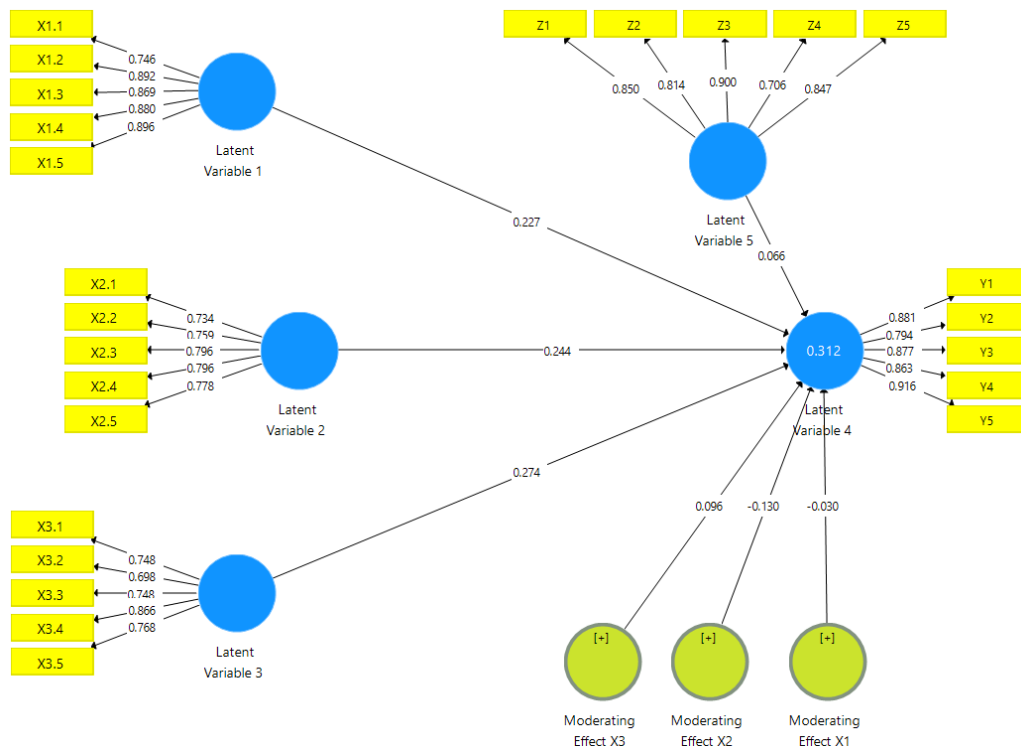 X1.1
X1.2
X1.3
X1.4
X1.5
0.746
0.892
0.869
0.880
0.896
Latent
Variable 1
Z1
Z2
Z3
Z4
Z5
0.850
0.814
0.900
0.706
0.847
Latent
Variable 5
0.227
0.066
X2.1
X2.2
X2.3
X2.4
X2.5
0.734
0.759
0.796
0.796
0.778
Latent
Variable 2
0.244
0.312
Latent
Variable 4
0.881
0.794
0.877
0.863
0.916
Y1
Y2
Y3
Y4
Y5
0.274
X3.1
X3.2
X3.3
X3.4
X3.5
0.748
0.698
0.748
0.866
0.768
Latent
Variable 3
0.096
-0.130
-0.030
[+]
[+]
[+]
Moderating
Effect X3
Moderating
Effect X2
Moderating
Effect X1